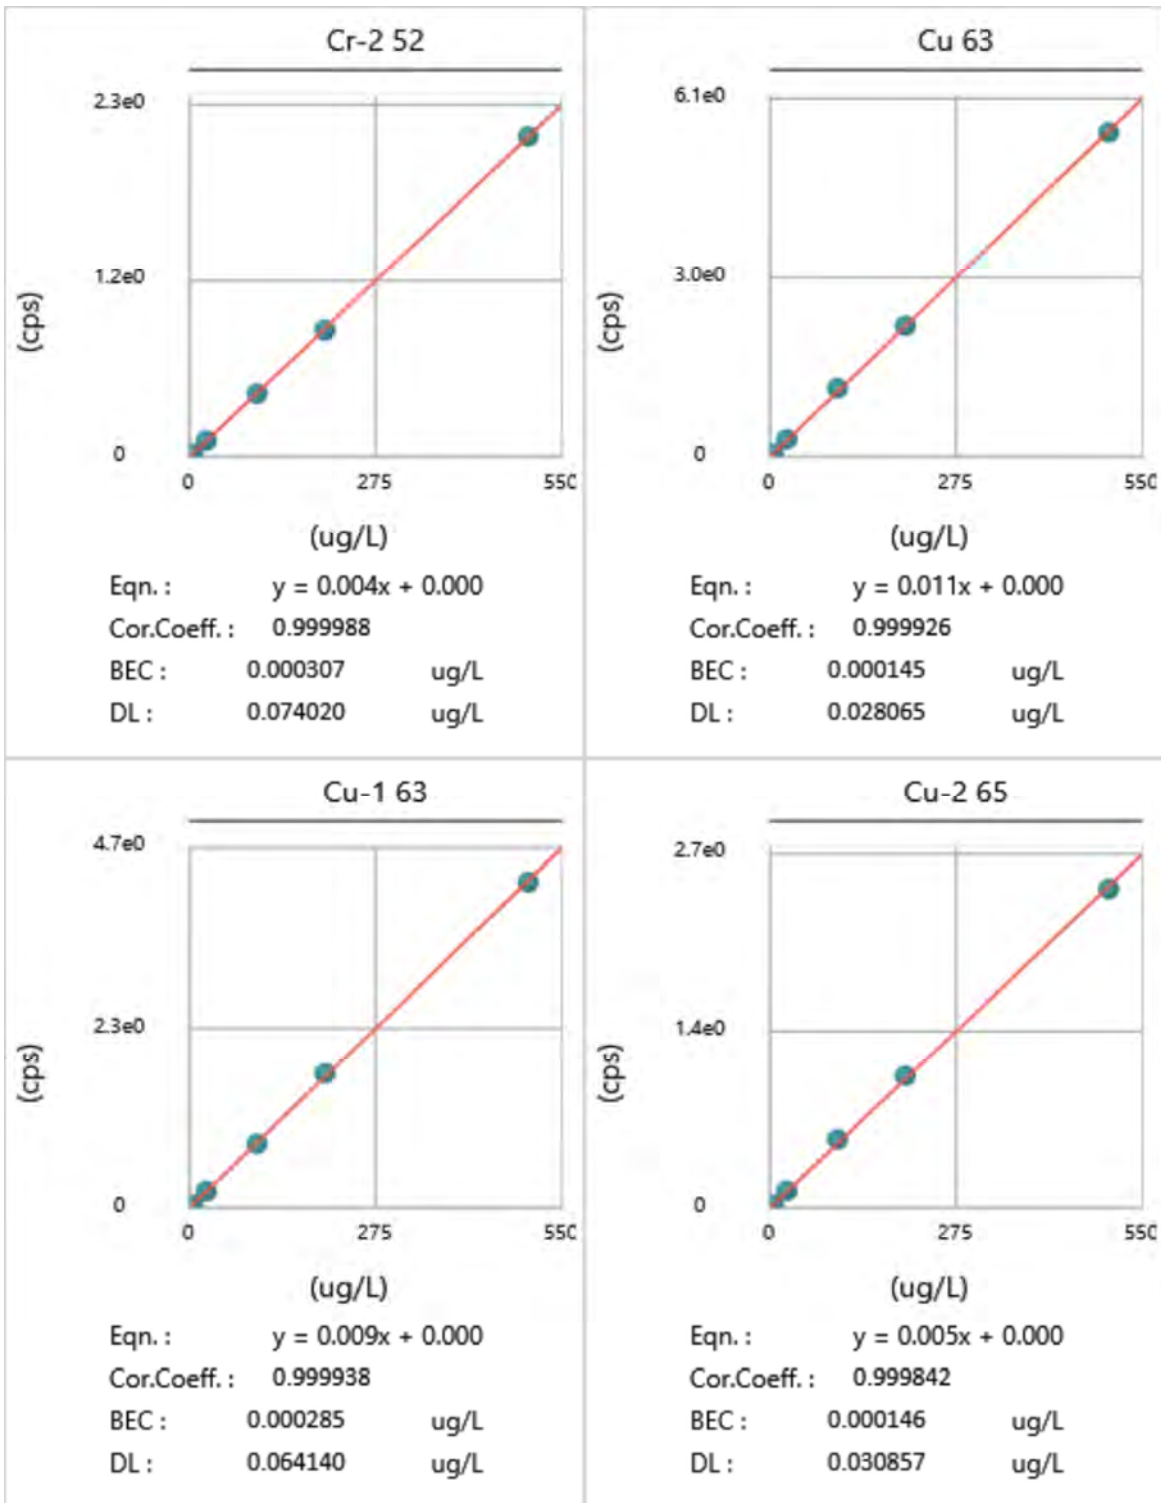 Cr-2 52
2.3e0
1.2e0
0
(cps)
0 275 550
(ug/L)
Eqn. : y = 0.004x + 0.000
Cor.Coeff. : 0.999988
BEC : 0.000307 ug/L
DL : 0.074020 ug/L
Cu 63
6.1e0
3.0e0
0
(cps)
0 275 550
(ug/L)
Eqn. : y = 0.011x + 0.000
Cor.Coeff. : 0.999926
BEC : 0.000145 ug/L
DL : 0.028065 ug/L
Cu-1 63
4.7e0
2.3e0
0
(cps)
0 275 550
(ug/L)
Eqn. : y = 0.009x + 0.000
Cor.Coeff. : 0.999938
BEC : 0.000285 ug/L
DL : 0.064140 ug/L
Cu-2 65
2.7e0
1.4e0
0
(cps)
0 275 550
(ug/L)
Eqn. : y = 0.005x + 0.000
Cor.Coeff. : 0.999842
BEC : 0.000146 ug/L
DL : 0.030857 ug/L